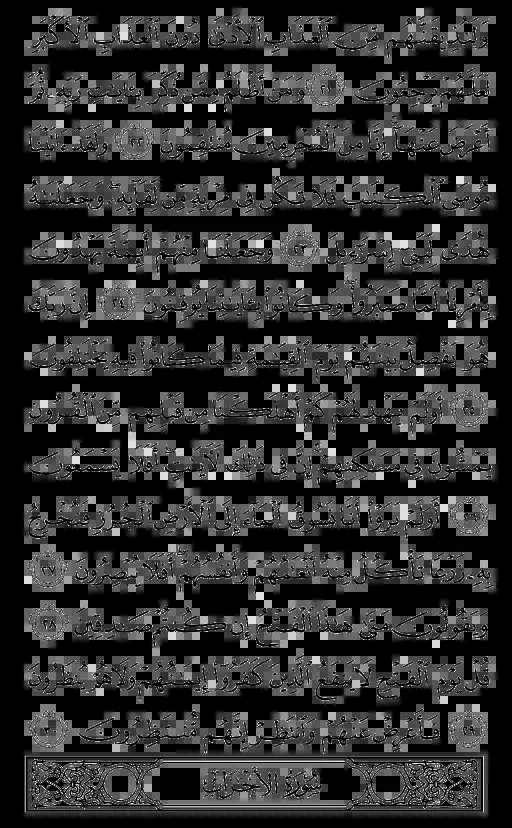 وَلَنُذِيقَنَّهُم مِّنَ ٱلْعَذَابِ ٱلْأَدْنَىٰ دُونَ ٱلْعَذَابِ ٱلْأَكْبَرِ
لَعَلَّهُمْ يَرْجِعُونَ ٢١ وَمَنْ أَظْلَمُ مِمَّن ذُكِّرَ بِـَٔايَٰتِ رَبِّهِۦ ثُمَّ
أَعْرَضَ عَنْهَآ إِنَّا مِنَ ٱلْمُجْرِمِينَ مُنتَقِمُونَ ٢٢ وَلَقَدْ ءَاتَيْنَا
مُوسَى ٱلْكِتَٰبَ فَلَا تَكُن فِى مِرْيَةٍ مِّن لِّقَآئِهِۦ وَجَعَلْنَٰهُ
هُدًى لِّبَنِىٓ إِسْرَٰٓءِيلَ ٢٣ وَجَعَلْنَا مِنْهُمْ أَئِمَّةً يَهْدُونَ
بِأَمْرِنَا لَمَّا صَبَرُوا۟ وَكَانُوا۟ بِـَٔايَٰتِنَا يُوقِنُونَ ٢٤ إِنَّ رَبَّكَ
هُوَ يَفْصِلُ بَيْنَهُمْ يَوْمَ ٱلْقِيَٰمَةِ فِيمَا كَانُوا۟ فِيهِ يَخْتَلِفُونَ
٢٥ أَوَلَمْ يَهْدِ لَهُمْ كَمْ أَهْلَكْنَا مِن قَبْلِهِم مِّنَ ٱلْقُرُونِ
يَمْشُونَ فِى مَسَٰكِنِهِمْ إِنَّ فِى ذَٰلِكَ لَءَايَٰتٍ أَفَلَا يَسْمَعُونَ
٢٦ أَوَلَمْ يَرَوْا۟ أَنَّا نَسُوقُ ٱلْمَآءَ إِلَى ٱلْأَرْضِ ٱلْجُرُزِ فَنُخْرِجُ
بِهِۦ زَرْعًا تَأْكُلُ مِنْهُ أَنْعَٰمُهُمْ وَأَنفُسُهُمْ أَفَلَا يُبْصِرُونَ ٢٧
وَيَقُولُونَ مَتَىٰ هَٰذَا ٱلْفَتْحُ إِن كُنتُمْ صَٰدِقِينَ ٢٨
قُلْ يَوْمَ ٱلْفَتْحِ لَا يَنفَعُ ٱلَّذِينَ كَفَرُوٓا۟ إِيمَٰنُهُمْ وَلَا هُمْ يُنظَرُونَ
٢٩ فَأَعْرِضْ عَنْهُمْ وَٱنتَظِرْ إِنَّهُم مُّنتَظِرُونَ ٣٠
سُورَةُ الأَحْزَابِ